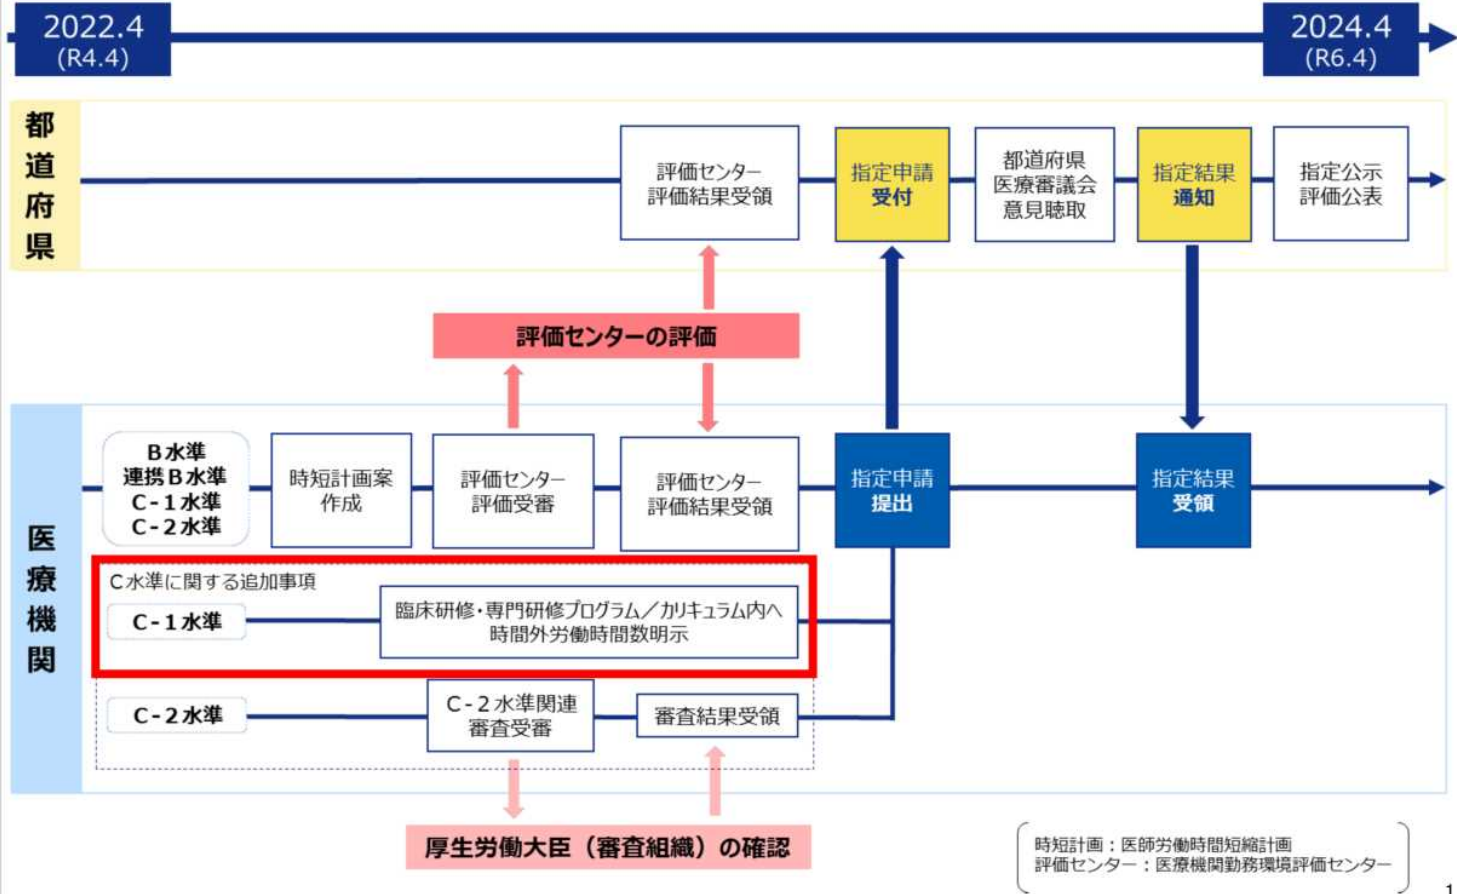 2022.4
(R4.4)
2024.4
(R6.4)
都道府県
評価センター
評価結果受領
指定申請
受付
都道府県
医療審議会
意見聴取
指定結果
通知
指定公示
評価公表
評価センターの評価
医療機関
B水準
連携B水準
C-1水準
C-2水準
時短計画案
作成
評価センター
評価受審
評価センター
評価結果受領
指定申請
提出
指定結果
受領
C水準に関する追加事項
C-1水準
臨床研修・専門研修プログラム／カリキュラム内へ
時間外労働時間数明示
C-2水準
C-2水準関連
審査受審
審査結果受領
厚生労働大臣（審査組織）の確認
時短計画：医師労働時間短縮計画
評価センター：医療機関勤務環境評価センター
1